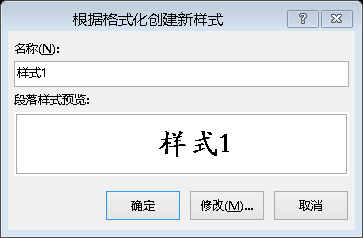 根据格式化创建新样式
名称(N):
样式1
段落样式预览:
样式1
确定 修改(M)... 取消